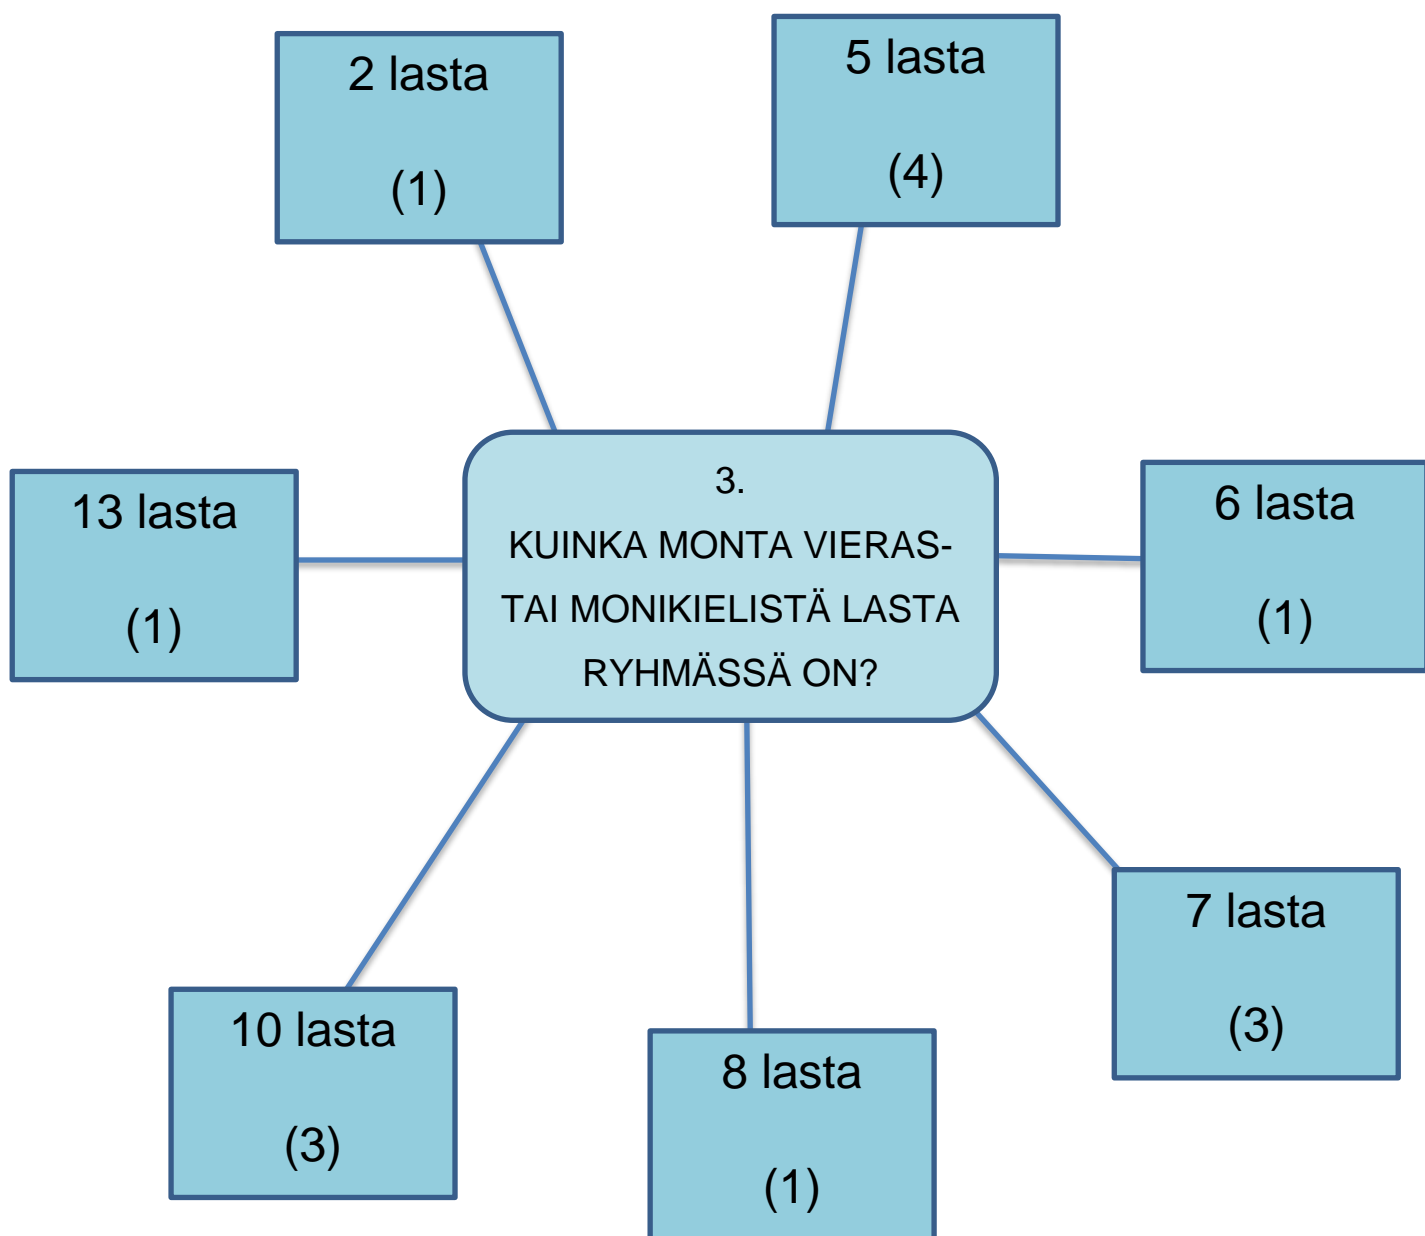 2 lasta
(1)
5 lasta
(4)
13 lasta
(1)
3.
KUINKA MONTA VIERAS-
TAI MONIKIELISTÄ LASTA
RYHMÄSSÄ ON?
6 lasta
(1)
7 lasta
(3)
10 lasta
(3)
8 lasta
(1)